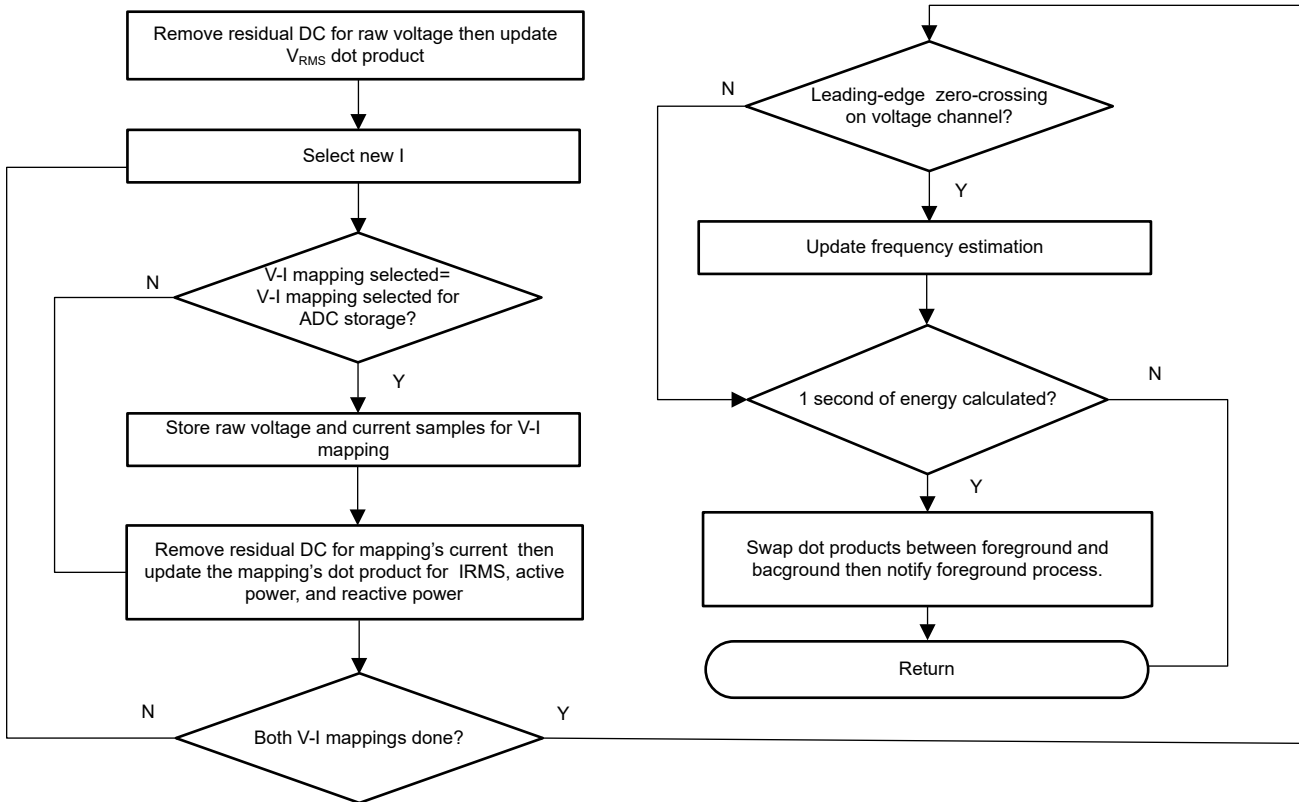 Remove residual DC for raw voltage then update
VRMS dot product
Select new I
V-I mapping selected=
V-I mapping selected for
ADC storage?
N
Y
Store raw voltage and current samples for V-I
mapping
Remove residual DC for mapping’s current then
update the mapping’s dot product for IRMS, active
power, and reactive power
N
Y
Both V-I mappings done?
N
Leading-edge zero-crossing
on voltage channel?
Y
Update frequency estimation
N
1 second of energy calculated?
Y
Swap dot products between foreground and
bacground then notify foreground process.
Return